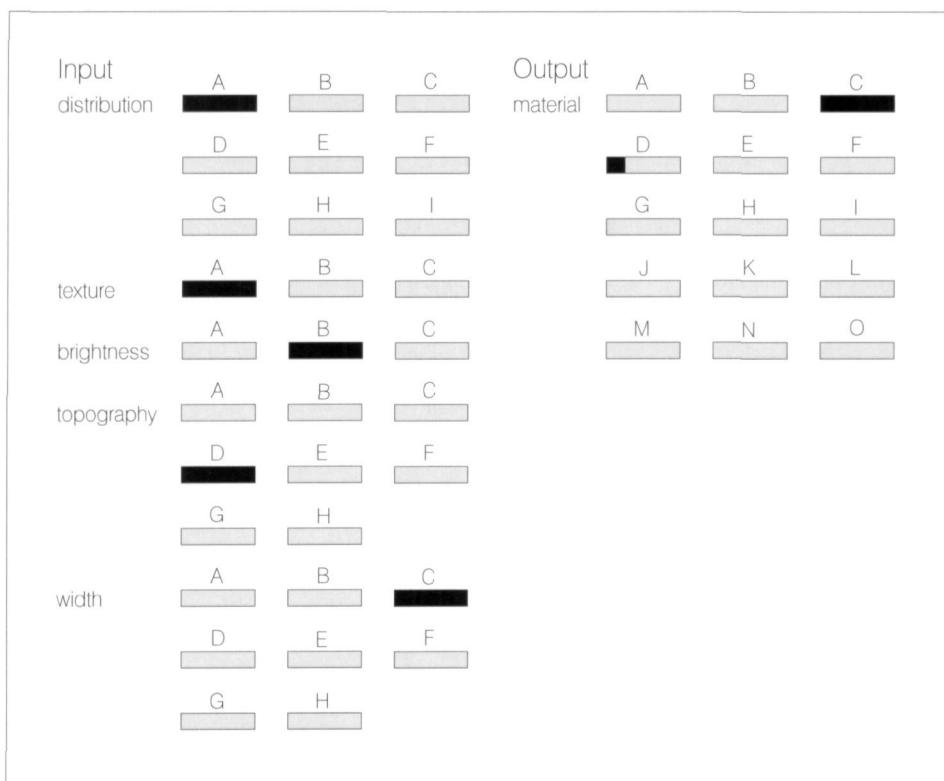 Input
A B C
distribution
D E F
G H I
A B C
texture
A B C
brightness
A B C
topography
D E F
G H
A B C
width
D E F
G H
Output
A B C
material
D E F
G H I
J K L
M N O